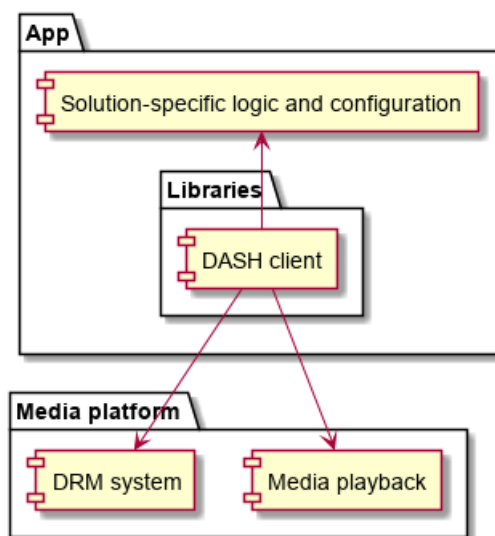 App
Solution-specific logic and configuration
Libraries
DASH client
Media platform
DRM system
Media playback